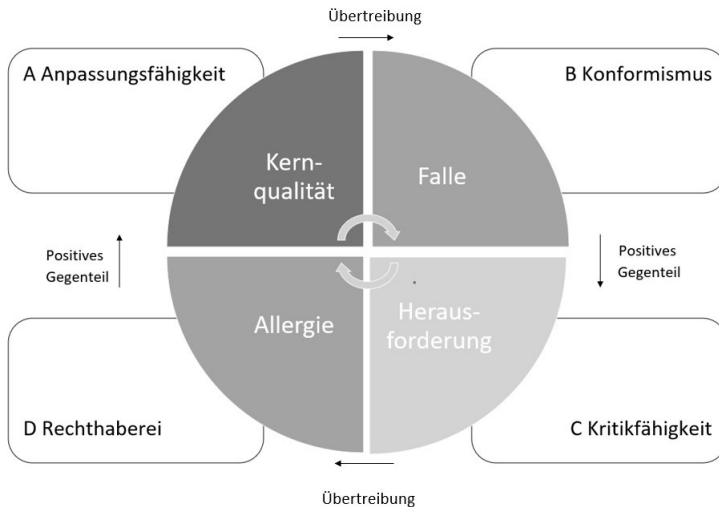 Übertreibung
A Anpassungsfähigkeit
B Konformismus
Kern-
qualität
Falle
Positives
Gegenteil
Positives
Gegenteil
Allergie
Heraus-
forderung
D Rechthaberei
C Kritikfähigkeit
Übertreibung